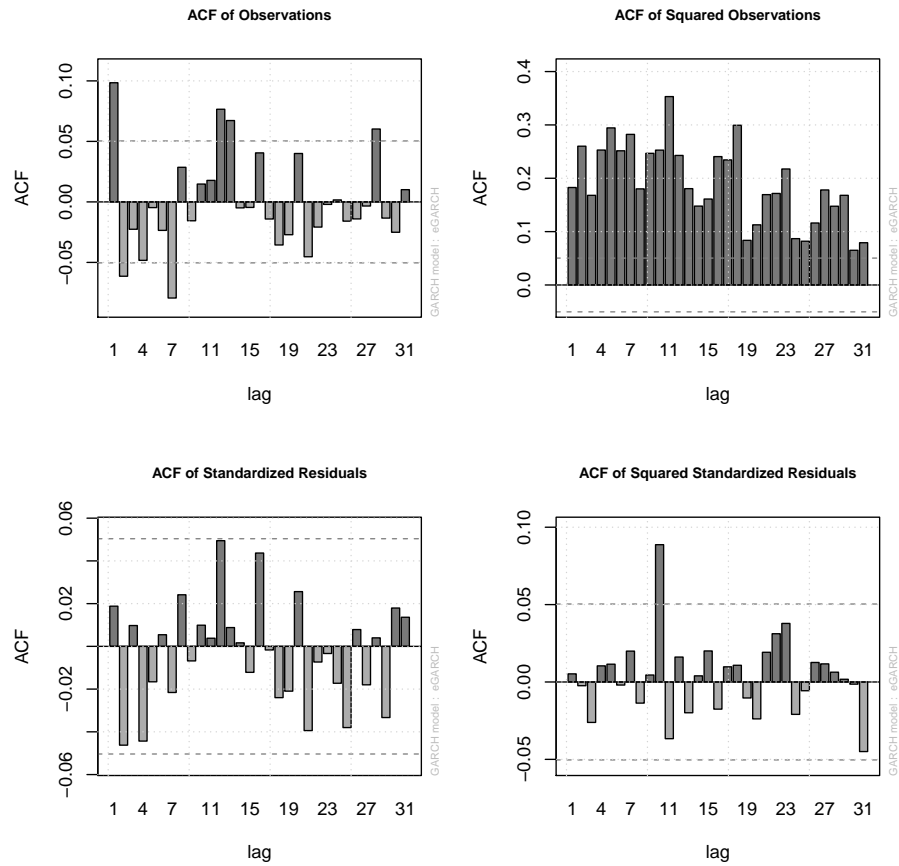 ACF of Observations
ACF
−0.05
0.00
0.05
0.10
1 4 7 11 15 19 23 27 31
lag
GARCH model : eGARCH
ACF of Squared Observations
ACF
0.0
0.1
0.2
0.3
0.4
1 4 7 11 15 19 23 27 31
lag
GARCH model : eGARCH
ACF of Standardized Residuals
ACF
−0.06
−0.02
0.02
0.06
1 4 7 11 15 19 23 27 31
lag
GARCH model : eGARCH
ACF of Squared Standardized Residuals
ACF
−0.05
0.00
0.05
0.10
1 4 7 11 15 19 23 27 31
lag
GARCH model : eGARCH